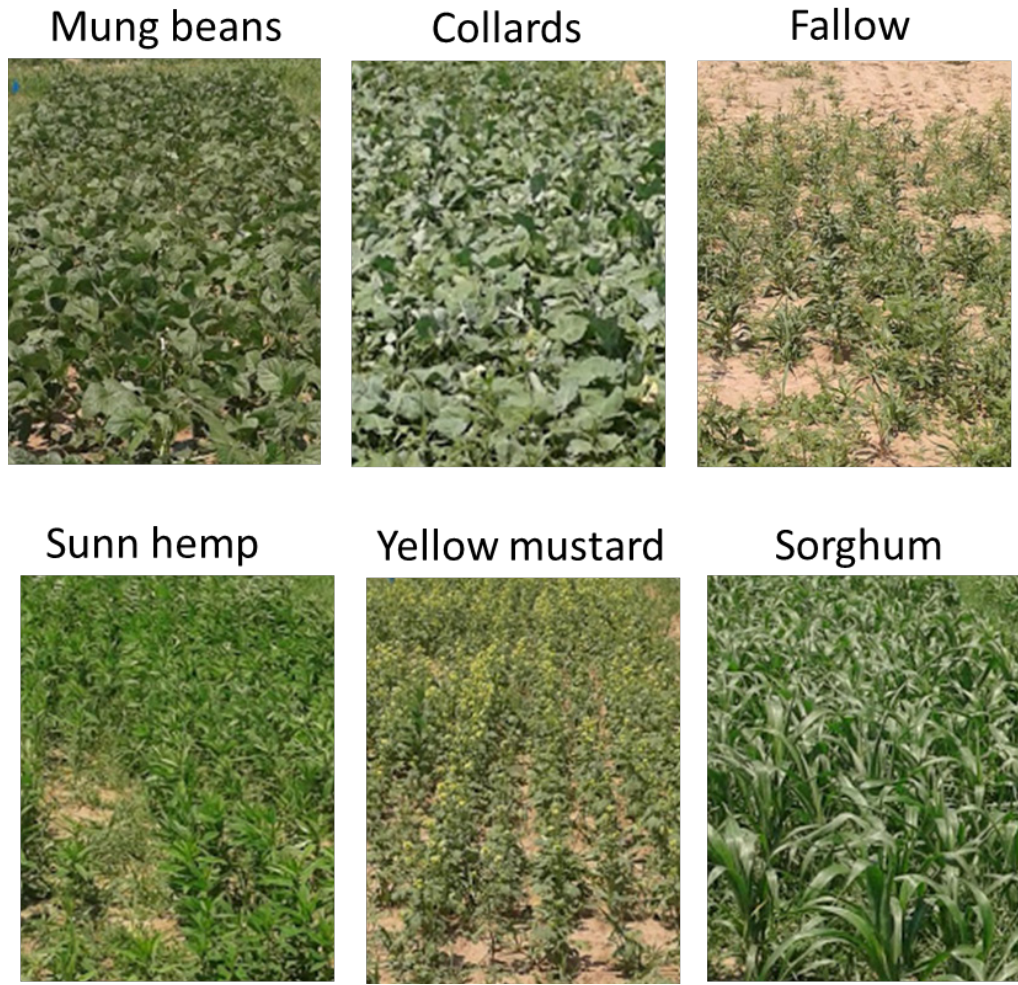 Mung beans
Collards
Fallow
Sunn hemp
Yellow mustard
Sorghum